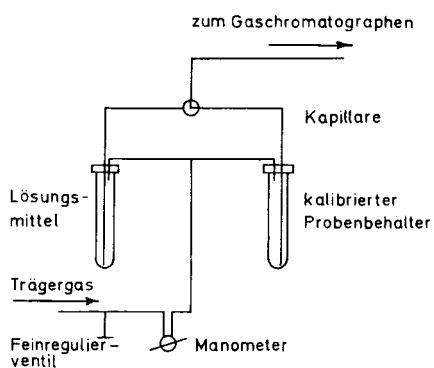 zum Gaschromatographen
Kapillare
Lösungs-
mittel
kalibrierter
Probenbehälter
Trägergas
Feinregulier-
ventil
Manometer